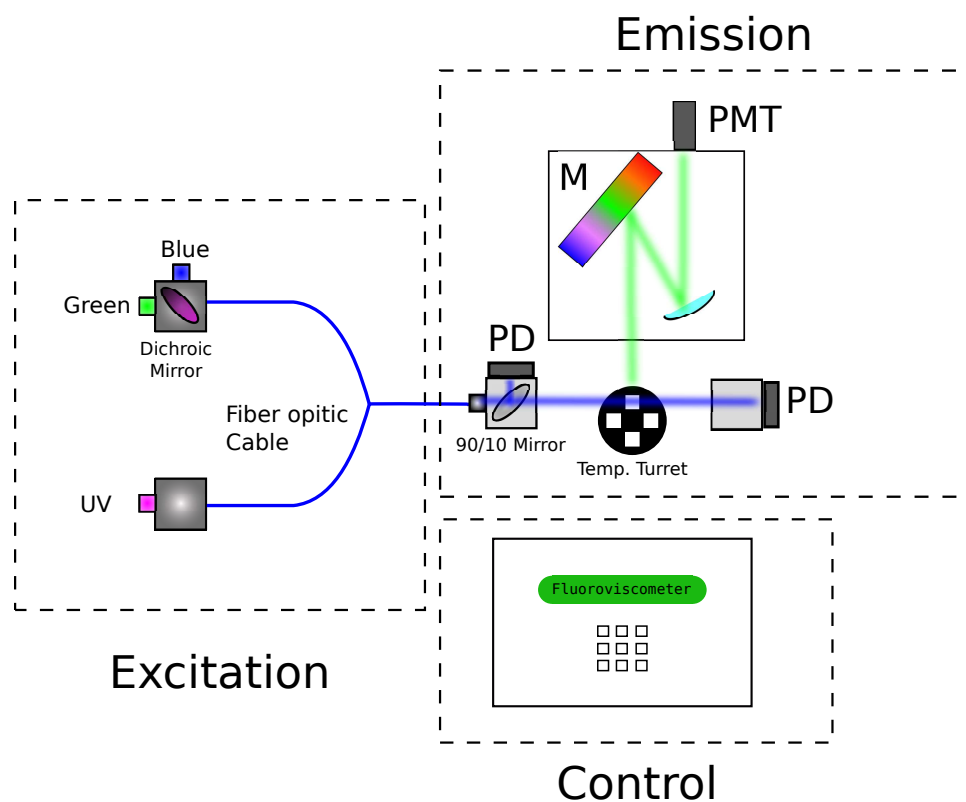 Emission
PMT
M
Blue
Green
Dichroic
Mirror
PD
Fiber opitic
Cable
PD
90/10 Mirror
Temp. Turret
UV
Fluoroviscometer
Excitation
Control